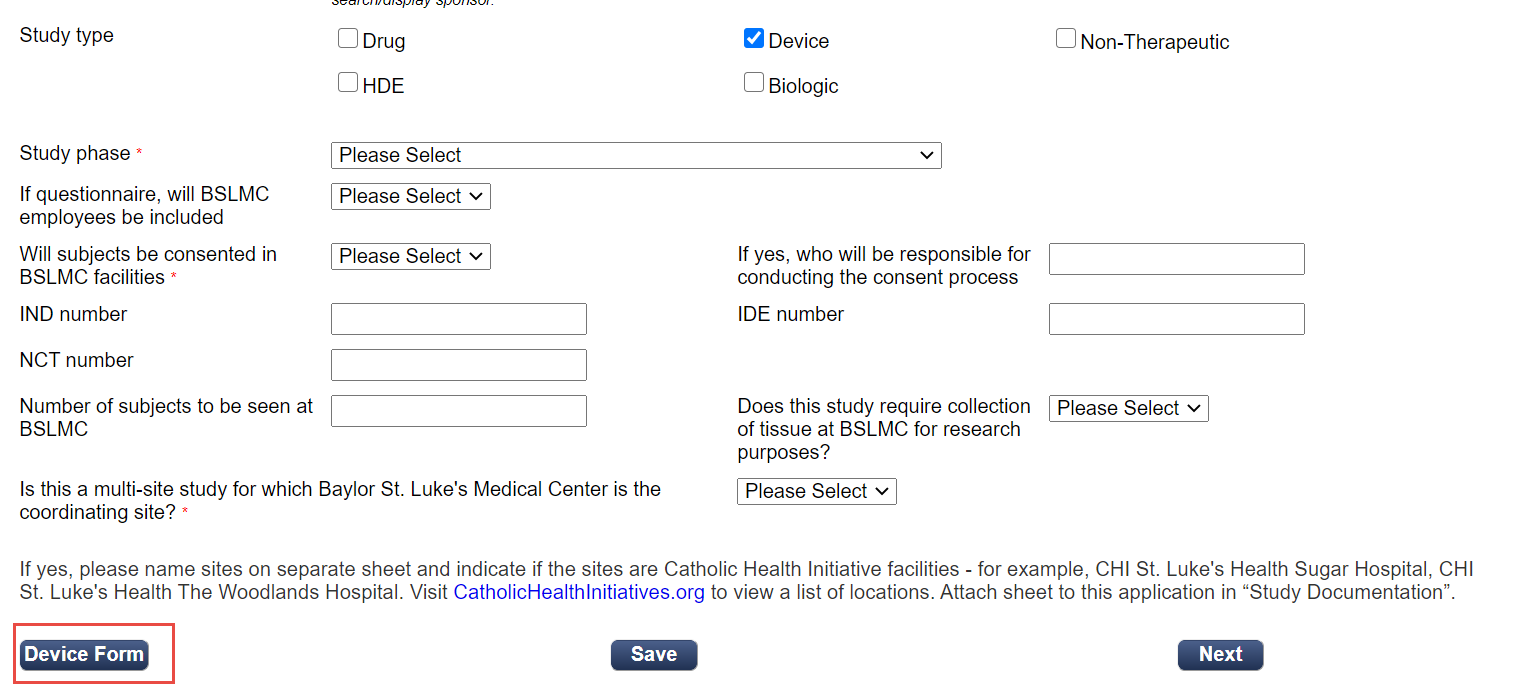 search/display sponsor.
Study type
Drug
Device
Non-Therapeutic
HDE
Biologic
Study phase *
Please Select
If questionnaire, will BSLMC
employees be included
Please Select
Will subjects be consented in
BSLMC facilities *
Please Select
If yes, who will be responsible for
conducting the consent process
IND number
IDE number
NCT number
Number of subjects to be seen at
BSLMC
Does this study require collection
of tissue at BSLMC for research
purposes?
Please Select
Is this a multi-site study for which Baylor St. Luke's Medical Center is the
coordinating site? *
Please Select
If yes, please name sites on separate sheet and indicate if the sites are Catholic Health Initiative facilities - for example, CHI St. Luke's Health Sugar Hospital, CHI
St. Luke's Health The Woodlands Hospital. Visit CatholicHealthInitiatives.org to view a list of locations. Attach sheet to this application in “Study Documentation”.
Device Form
Save
Next